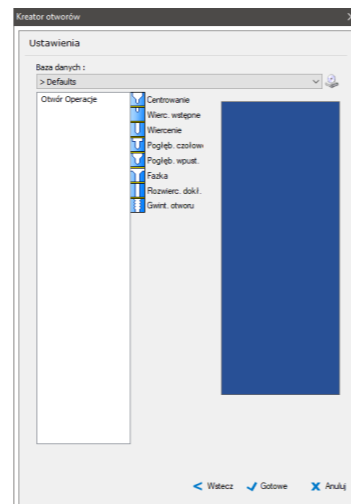 Kreator otworów
Ustawienia
Baza danych :
> Defaults
Otwór Operacje
Centrowanie
Wierc. wstępne
Wiercenie
Pogłęb. czołow
Pogłęb. wpust.
Fazka
Rozwierc. dokł.
Gwint. otworu
Wstecz
Gotowe
Anuluj